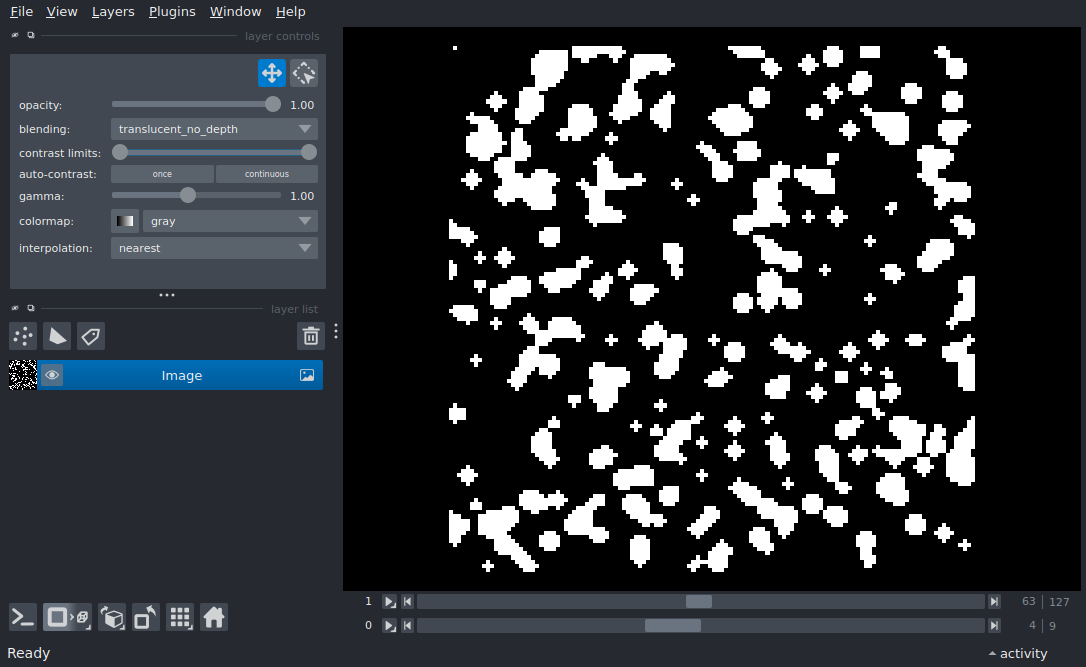 File View Layers Plugins Window Help
layer controls
opacity: 1.00
blending: translucent_no_depth
contrast limits:
auto-contrast: once continuous
gamma: 1.00
colormap: gray
interpolation: nearest
layer list
Image
1 63 127
0 4 9
Ready activity